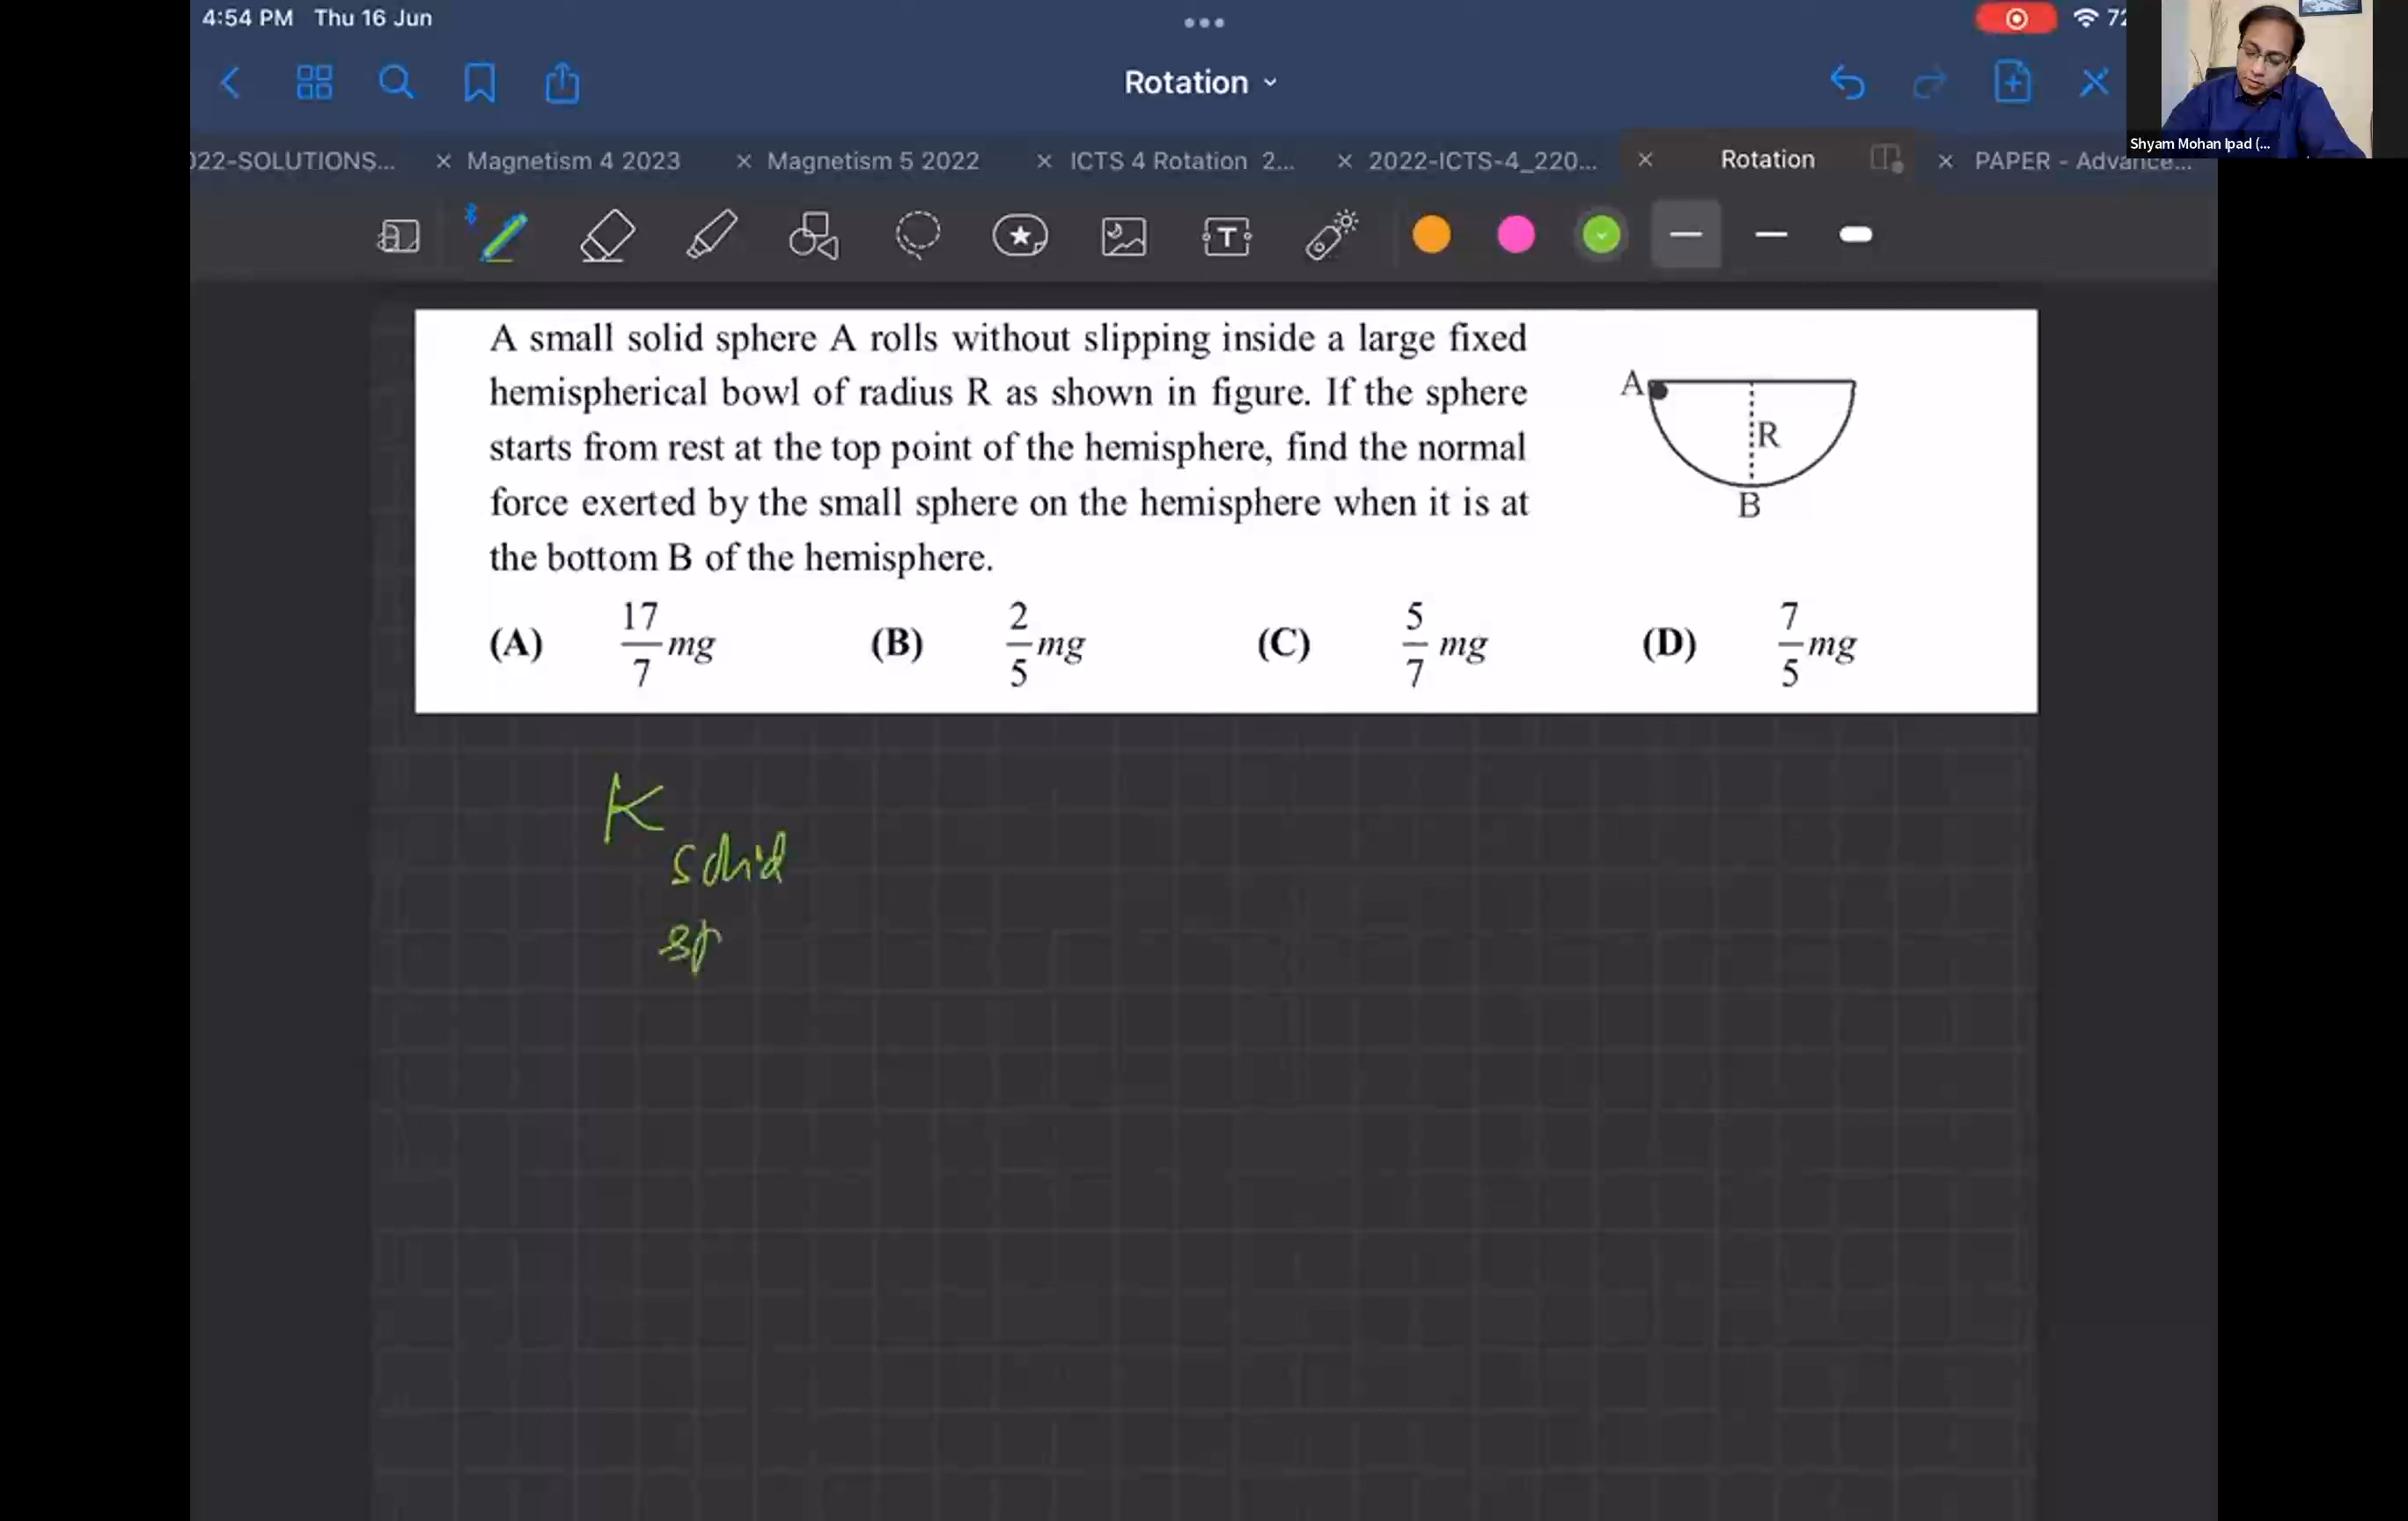 4:54 PM Thu 16 Jun
Rotation
022-SOLUTIONS... Magnetism 4 2023 Magnetism 5 2022 ICTS 4 Rotation 2... 2022-ICTS-4_220... Rotation PAPER - Advance...
Shyam Mohan Ipad (...
A small solid sphere A rolls without slipping inside a large fixed
hemispherical bowl of radius R as shown in figure. If the sphere
starts from rest at the top point of the hemisphere, find the normal
force exerted by the small sphere on the hemisphere when it is at
the bottom B of the hemisphere.
A
R
B
(A) 17/7 mg (B) 2/5 mg (C) 5/7 mg (D) 7/5 mg
K
solid
sp